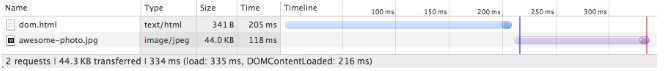 Name Type Size Time Timeline 100 ms 150 ms 200 ms 250 ms 300 ms
dom.html text/html 341 B 205 ms
awesome-photo.jpg image/jpeg 44.0 KB 118 ms
2 requests | 44.3 KB transferred | 334 ms (load: 335 ms, DOMContentLoaded: 216 ms)